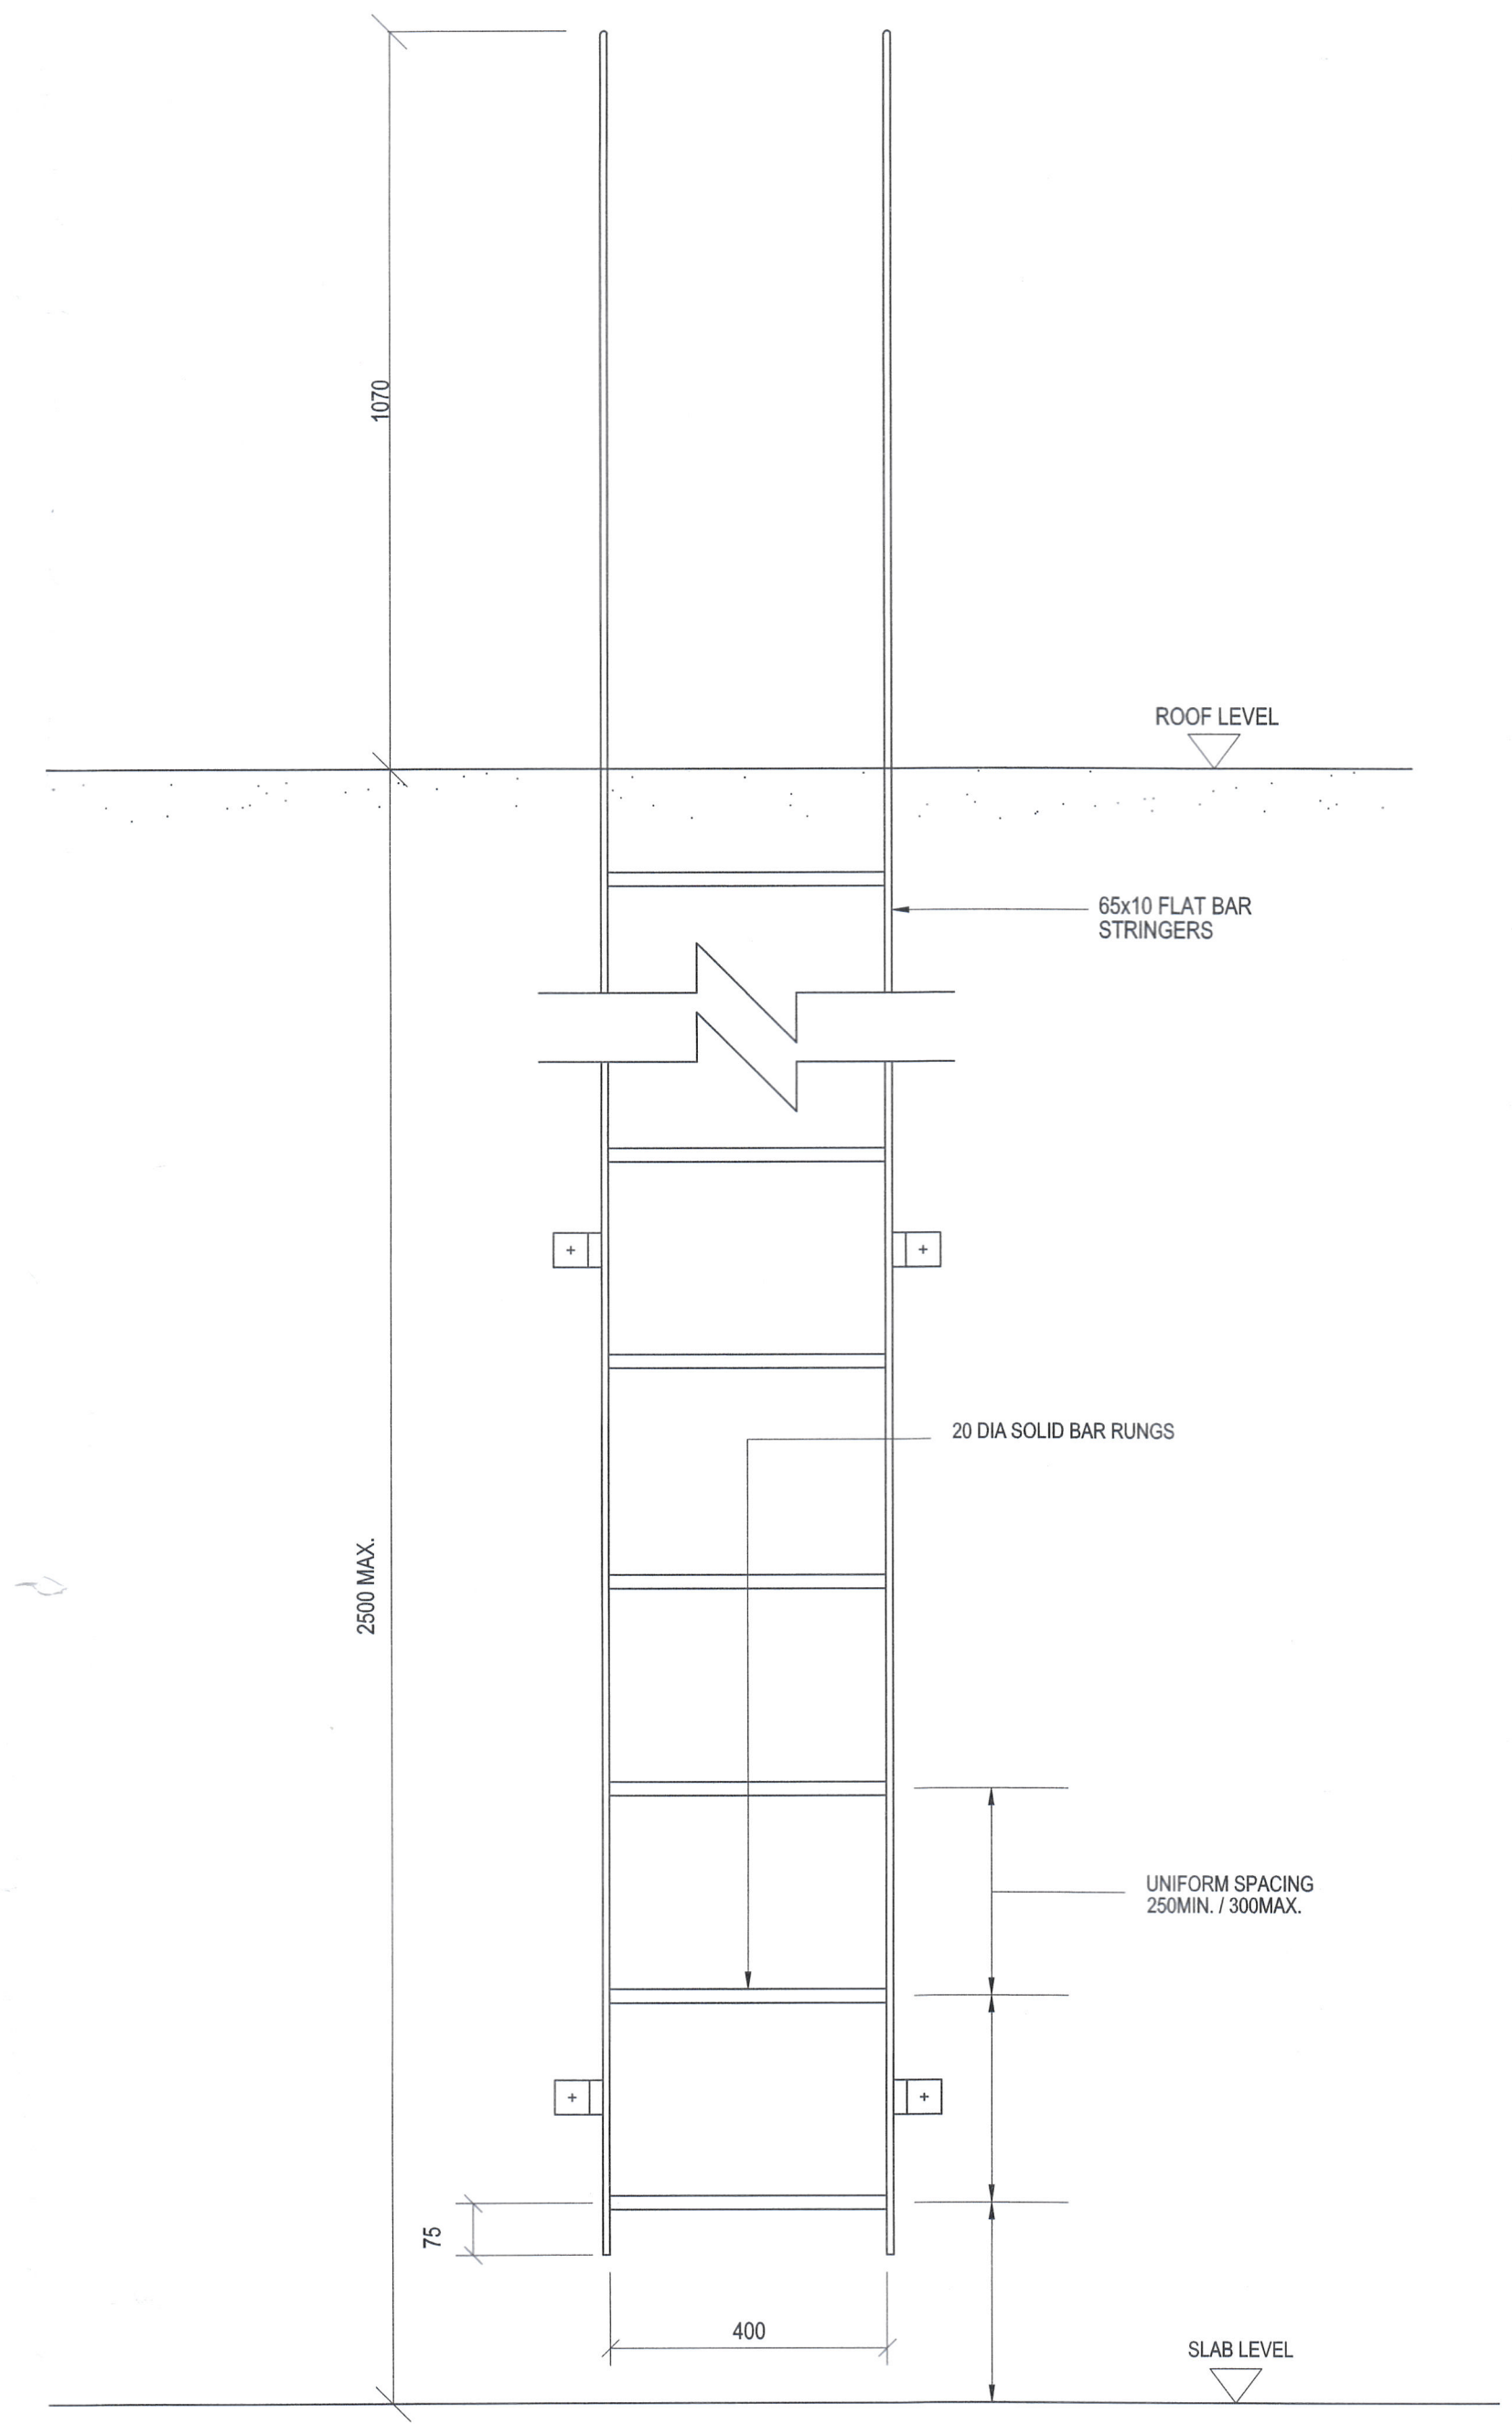 1070
ROOF LEVEL
65x10 FLAT BAR
STRINGERS
20 DIA SOLID BAR RUNGS
2500 MAX.
UNIFORM SPACING
250MIN. / 300MAX.
75
400
SLAB LEVEL